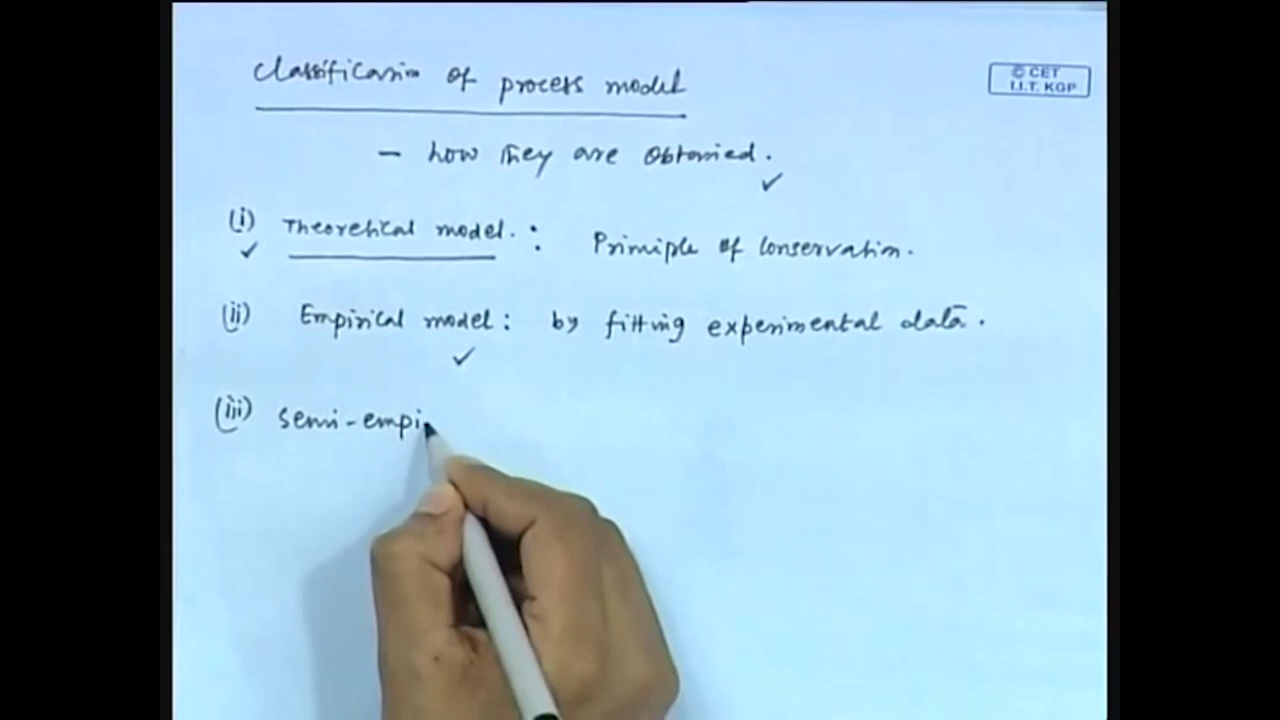 Classification of process model
© CET
I.I.T. KGP
- how they are obtained.
(i) Theoretical model. : Principle of conservation.
(ii) Empirical model : by fitting experimental data.
(iii) semi-empi